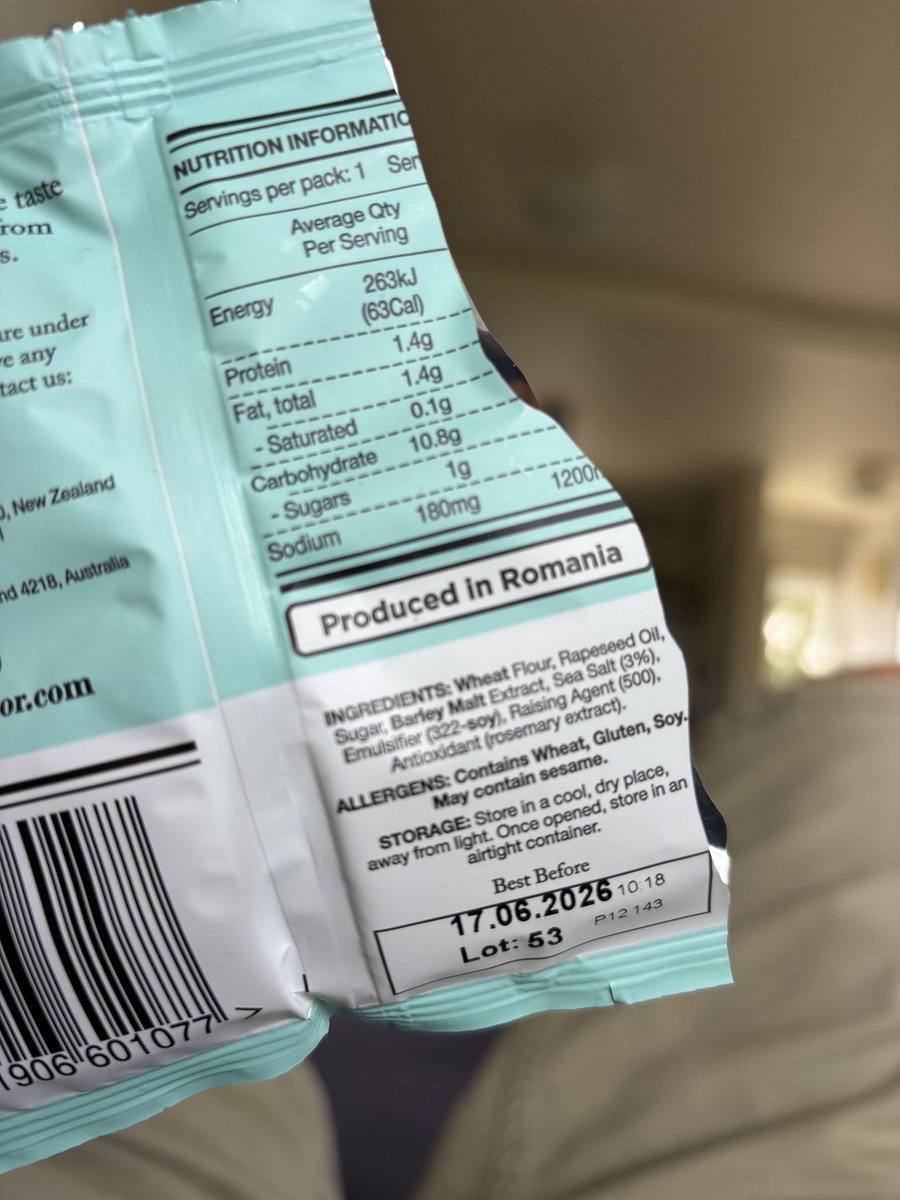 e taste
rom
s.
are under
ve any
tact us:
0, New Zealand
nd 4218, Australia
or.com
906 601077 >
NUTRITION INFORMATIO
Servings per pack: 1 Ser
Average Qty
Per Serving
Energy 263kJ
(63Cal)
Protein 1.4g
Fat, total 1.4g
- Saturated 0.1g
Carbohydrate 10.8g
- Sugars 1g
Sodium 180mg 1200m
Produced in Romania
INGREDIENTS: Wheat Flour, Rapeseed Oil,
Sugar, Barley Malt Extract, Sea Salt (3%),
Emulsifier (322-soy), Raising Agent (500),
Antioxidant (rosemary extract).
ALLERGENS: Contains Wheat, Gluten, Soy.
May contain sesame.
STORAGE: Store in a cool, dry place,
away from light. Once opened, store in an
airtight container.
Best Before
17.06.2026 10:18
Lot: 53 P12 143